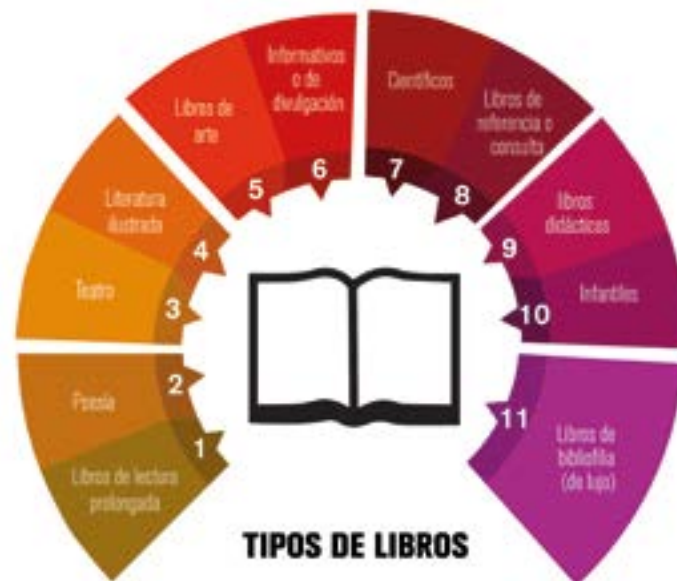 1
Libros de lectura
prolongada
2
Poesía
3
Teatro
4
Literatura
ilustrada
5
Libros de
arte
6
Informativos
o de
divulgación
7
Científicos
8
Libros de
referencia o
consulta
9
libros
didácticos
10
Infantiles
11
Libros de
bibliofilia
(de lujo)
TIPOS DE LIBROS